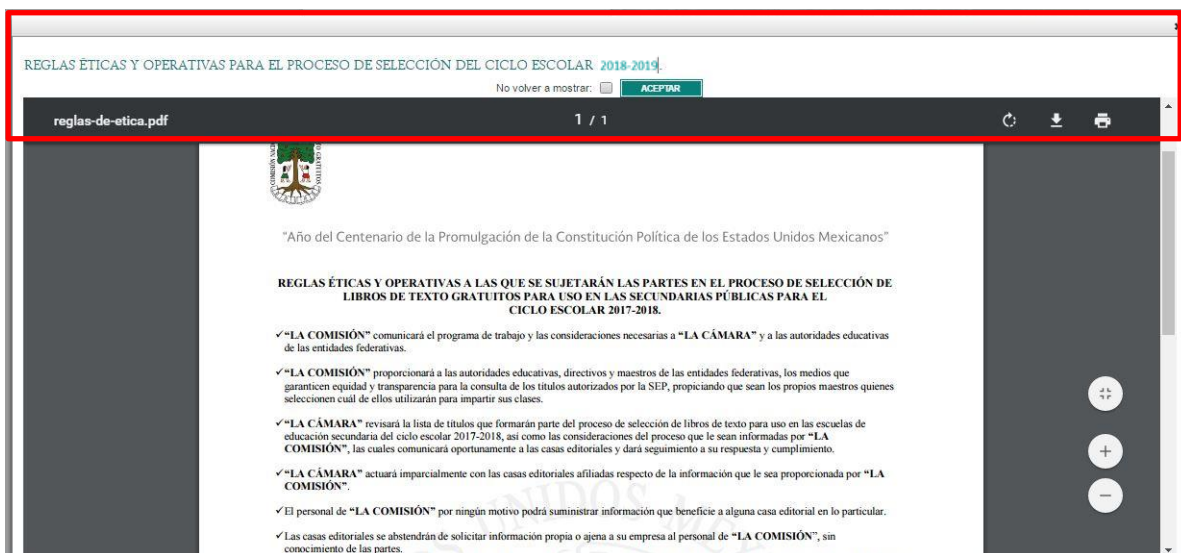 x
REGLAS ÉTICAS Y OPERATIVAS PARA EL PROCESO DE SELECCIÓN DEL CICLO ESCOLAR 2018-2019.
No volver a mostrar: ACEPTAR
reglas-de-etica.pdf 1 / 1
"Año del Centenario de la Promulgación de la Constitución Política de los Estados Unidos Mexicanos"
REGLAS ÉTICAS Y OPERATIVAS A LAS QUE SE SUJETARÁN LAS PARTES EN EL PROCESO DE SELECCIÓN DE
LIBROS DE TEXTO GRATUITOS PARA USO EN LAS SECUNDARIAS PÚBLICAS PARA EL
CICLO ESCOLAR 2017-2018.
✓"LA COMISIÓN" comunicará el programa de trabajo y las consideraciones necesarias a "LA CÁMARA" y a las autoridades educativas
de las entidades federativas.
✓"LA COMISIÓN" proporcionará a las autoridades educativas, directivos y maestros de las entidades federativas, los medios que
garanticen equidad y transparencia para la consulta de los títulos autorizados por la SEP, propiciando que sean los propios maestros quienes
seleccionen cuál de ellos utilizarán para impartir sus clases.
✓"LA CÁMARA" revisará la lista de títulos que formarán parte del proceso de selección de libros de texto para uso en las escuelas de
educación secundaria del ciclo escolar 2017-2018, así como las consideraciones del proceso que le sean informadas por "LA
COMISIÓN", las cuales comunicará oportunamente a las casas editoriales y dará seguimiento a su respuesta y cumplimiento.
✓"LA CÁMARA" actuará imparcialmente con las casas editoriales afiliadas respecto de la información que le sea proporcionada por "LA
COMISIÓN".
✓El personal de "LA COMISIÓN" por ningún motivo podrá suministrar información que beneficie a alguna casa editorial en lo particular.
✓Las casas editoriales se abstendrán de solicitar información propia o ajena a su empresa al personal de "LA COMISIÓN", sin
conocimiento de las partes.
UNIDOS MEX